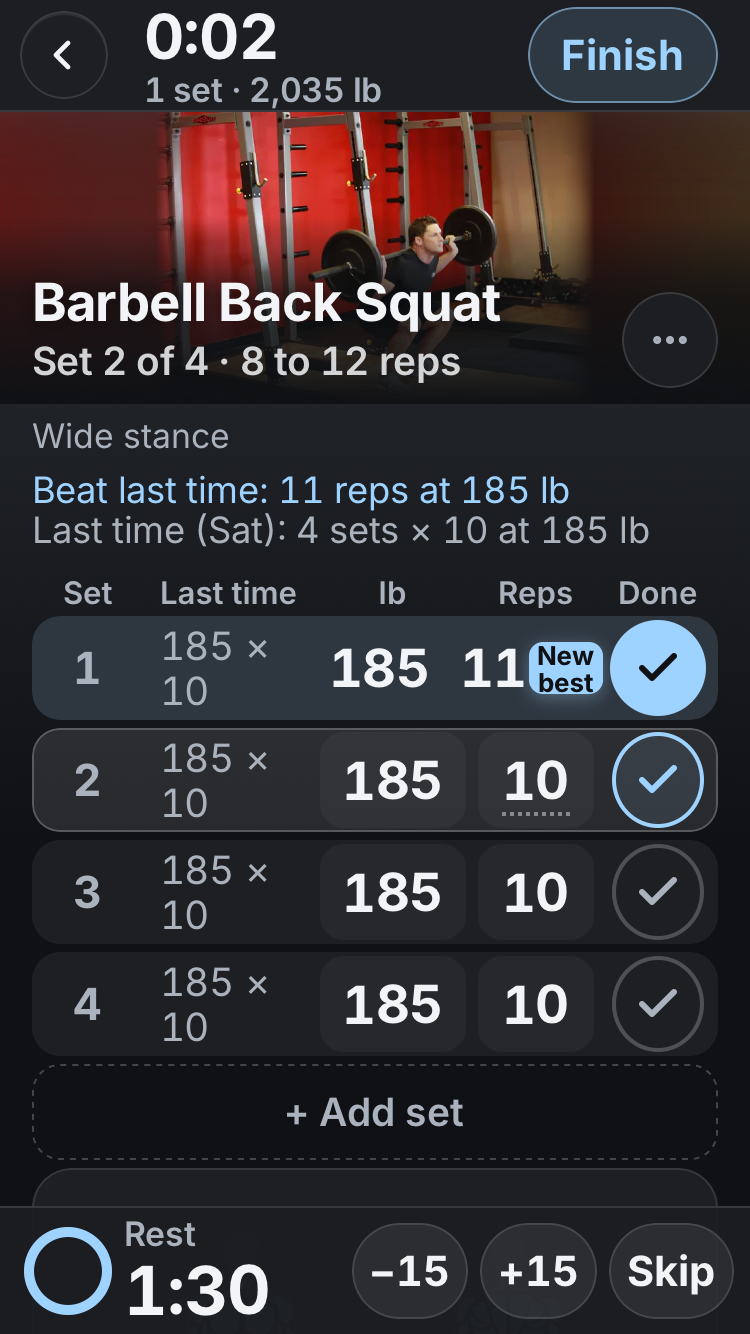 0:02
Finish
1 set · 2,035 lb
Barbell Back Squat
Set 2 of 4 · 8 to 12 reps
Wide stance
Beat last time: 11 reps at 185 lb
Last time (Sat): 4 sets × 10 at 185 lb
Set Last time lb Reps Done
1 185 × 10 185 11 New best
2 185 × 10 185 10
3 185 × 10 185 10
4 185 × 10 185 10
+ Add set
Rest
1:30 −15 +15 Skip